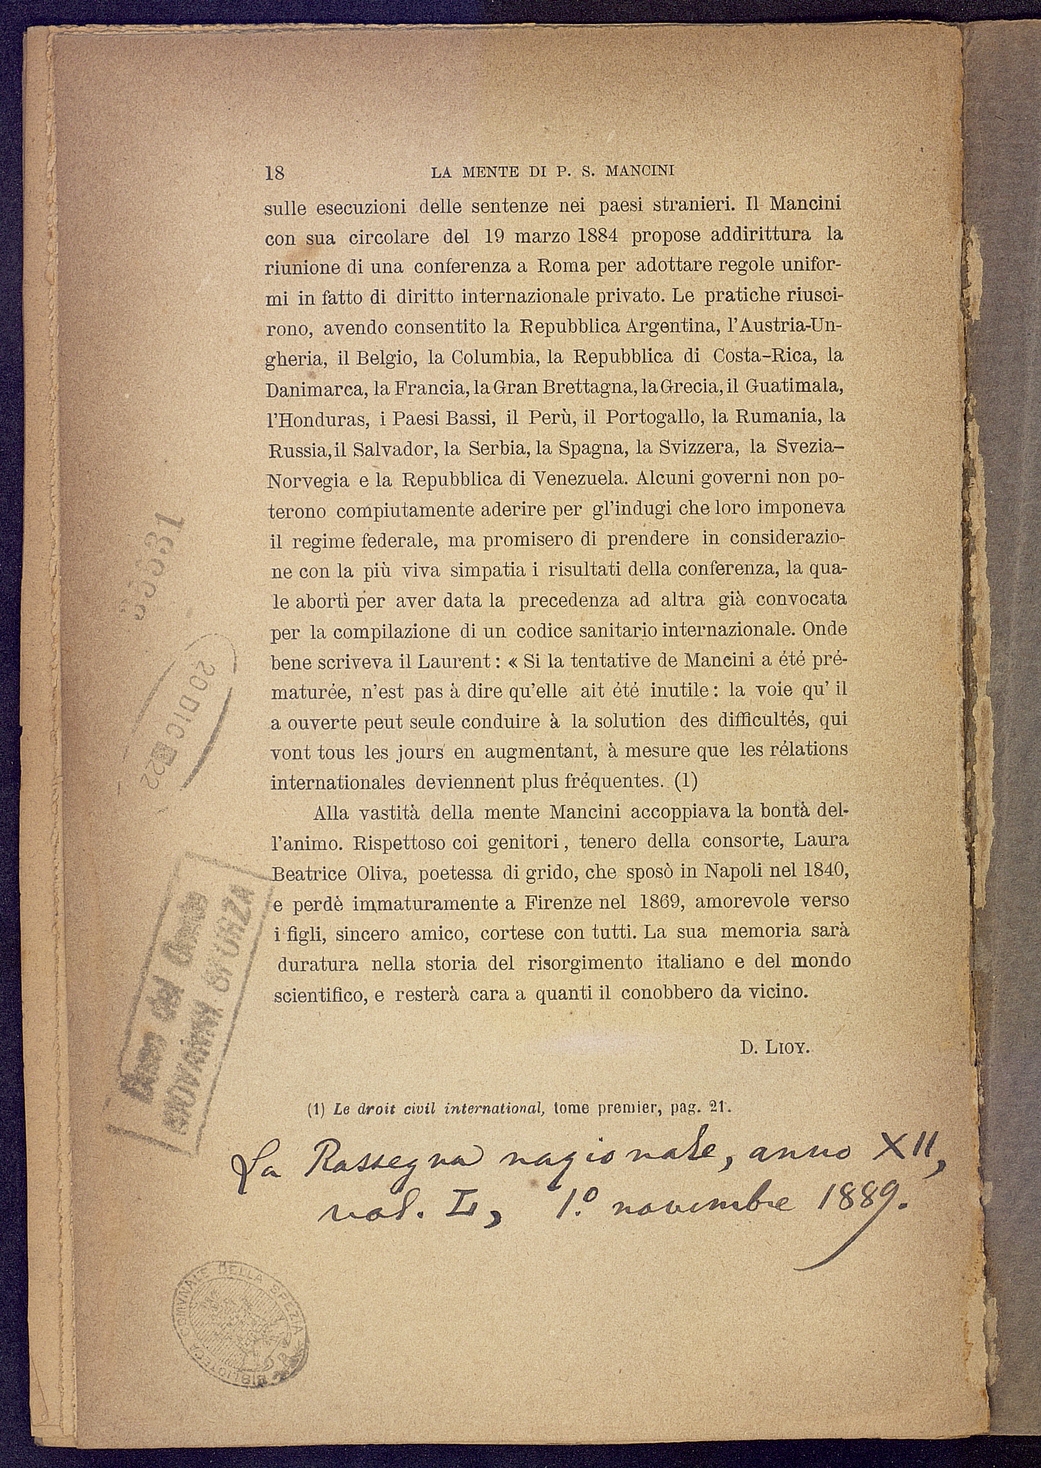 18 LA MENTE DI P. S. MANCINI
sulle esecuzioni delle sentenze nei paesi stranieri. Il Mancini
con sua circolare del 19 marzo 1884 propose addirittura la
riunione di una conferenza a Roma per adottare regole unifor-
mi in fatto di diritto internazionale privato. Le pratiche riusci-
rono, avendo consentito la Repubblica Argentina, l'Austria-Un-
gheria, il Belgio, la Columbia, la Repubblica di Costa-Rica, la
Danimarca, la Francia, la Gran Brettagna, la Grecia, il Guatimala,
l'Honduras, i Paesi Bassi, il Perù, il Portogallo, la Rumania, la
Russia, il Salvador, la Serbia, la Spagna, la Svizzera, la Svezia-
Norvegia e la Repubblica di Venezuela. Alcuni governi non po-
terono compiutamente aderire per gl'indugi che loro imponeva
il regime federale, ma promisero di prendere in considerazio-
ne con la più viva simpatia i risultati della conferenza, la qua-
le abortì per aver data la precedenza ad altra già convocata
per la compilazione di un codice sanitario internazionale. Onde
bene scriveva il Laurent: « Si la tentative de Mancini a été pré-
maturée, n'est pas à dire qu'elle ait été inutile: la voie qu' il
a ouverte peut seule conduire à la solution des difficultés, qui
vont tous les jours en augmentant, à mesure que les rélations
internationales deviennent plus fréquentes. (1)
Alla vastità della mente Mancini accoppiava la bontà del-
l'animo. Rispettoso coi genitori, tenero della consorte, Laura
Beatrice Oliva, poetessa di grido, che sposò in Napoli nel 1840,
e perdè immaturamente a Firenze nel 1869, amorevole verso
i figli, sincero amico, cortese con tutti. La sua memoria sarà
duratura nella storia del risorgimento italiano e del mondo
scientifico, e resterà cara a quanti il conobbero da vicino.
D. LIOY.
(1) Le droit civil international, tome premier, pag. 21.
La Rassegna nazionale, anno XII,
vol. L, 1.º novembre 1889.
20 DIC 1922
Dono del
GIOVANNI SFORZA
BIBLIOTECA COMVNALE DELLA SPEZIA